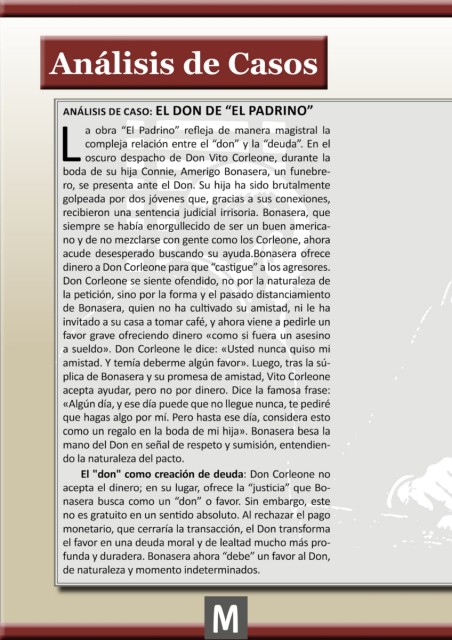 Análisis de Casos
ANÁLISIS DE CASO: EL DON DE “EL PADRINO”
La obra “El Padrino” refleja de manera magistral la
compleja relación entre el “don” y la “deuda”. En el
oscuro despacho de Don Vito Corleone, durante la
boda de su hija Connie, Amerigo Bonasera, un funebre-
ro, se presenta ante el Don. Su hija ha sido brutalmente
golpeada por dos jóvenes que, gracias a sus conexiones,
recibieron una sentencia judicial irrisoria. Bonasera, que
siempre se había enorgullecido de ser un buen america-
no y de no mezclarse con gente como los Corleone, ahora
acude desesperado buscando su ayuda.Bonasera ofrece
dinero a Don Corleone para que “castigue” a los agresores.
Don Corleone se siente ofendido, no por la naturaleza de
la petición, sino por la forma y el pasado distanciamiento
de Bonasera, quien no ha cultivado su amistad, ni le ha
invitado a su casa a tomar café, y ahora viene a pedirle un
favor grave ofreciendo dinero «como si fuera un asesino
a sueldo». Don Corleone le dice: «Usted nunca quiso mi
amistad. Y temía deberme algún favor». Luego, tras la sú-
plica de Bonasera y su promesa de amistad, Vito Corleone
acepta ayudar, pero no por dinero. Dice la famosa frase:
«Algún día, y ese día puede que no llegue nunca, te pediré
que hagas algo por mí. Pero hasta ese día, considera esto
como un regalo en la boda de mi hija». Bonasera besa la
mano del Don en señal de respeto y sumisión, entendien-
do la naturaleza del pacto.
El "don" como creación de deuda: Don Corleone no
acepta el dinero; en su lugar, ofrece la “justicia” que Bo-
nasera busca como un “don” o favor. Sin embargo, este
no es gratuito en un sentido absoluto. Al rechazar el pago
monetario, que cerraría la transacción, el Don transforma
el favor en una deuda moral y de lealtad mucho más pro-
funda y duradera. Bonasera ahora “debe” un favor al Don,
de naturaleza y momento indeterminados.
M